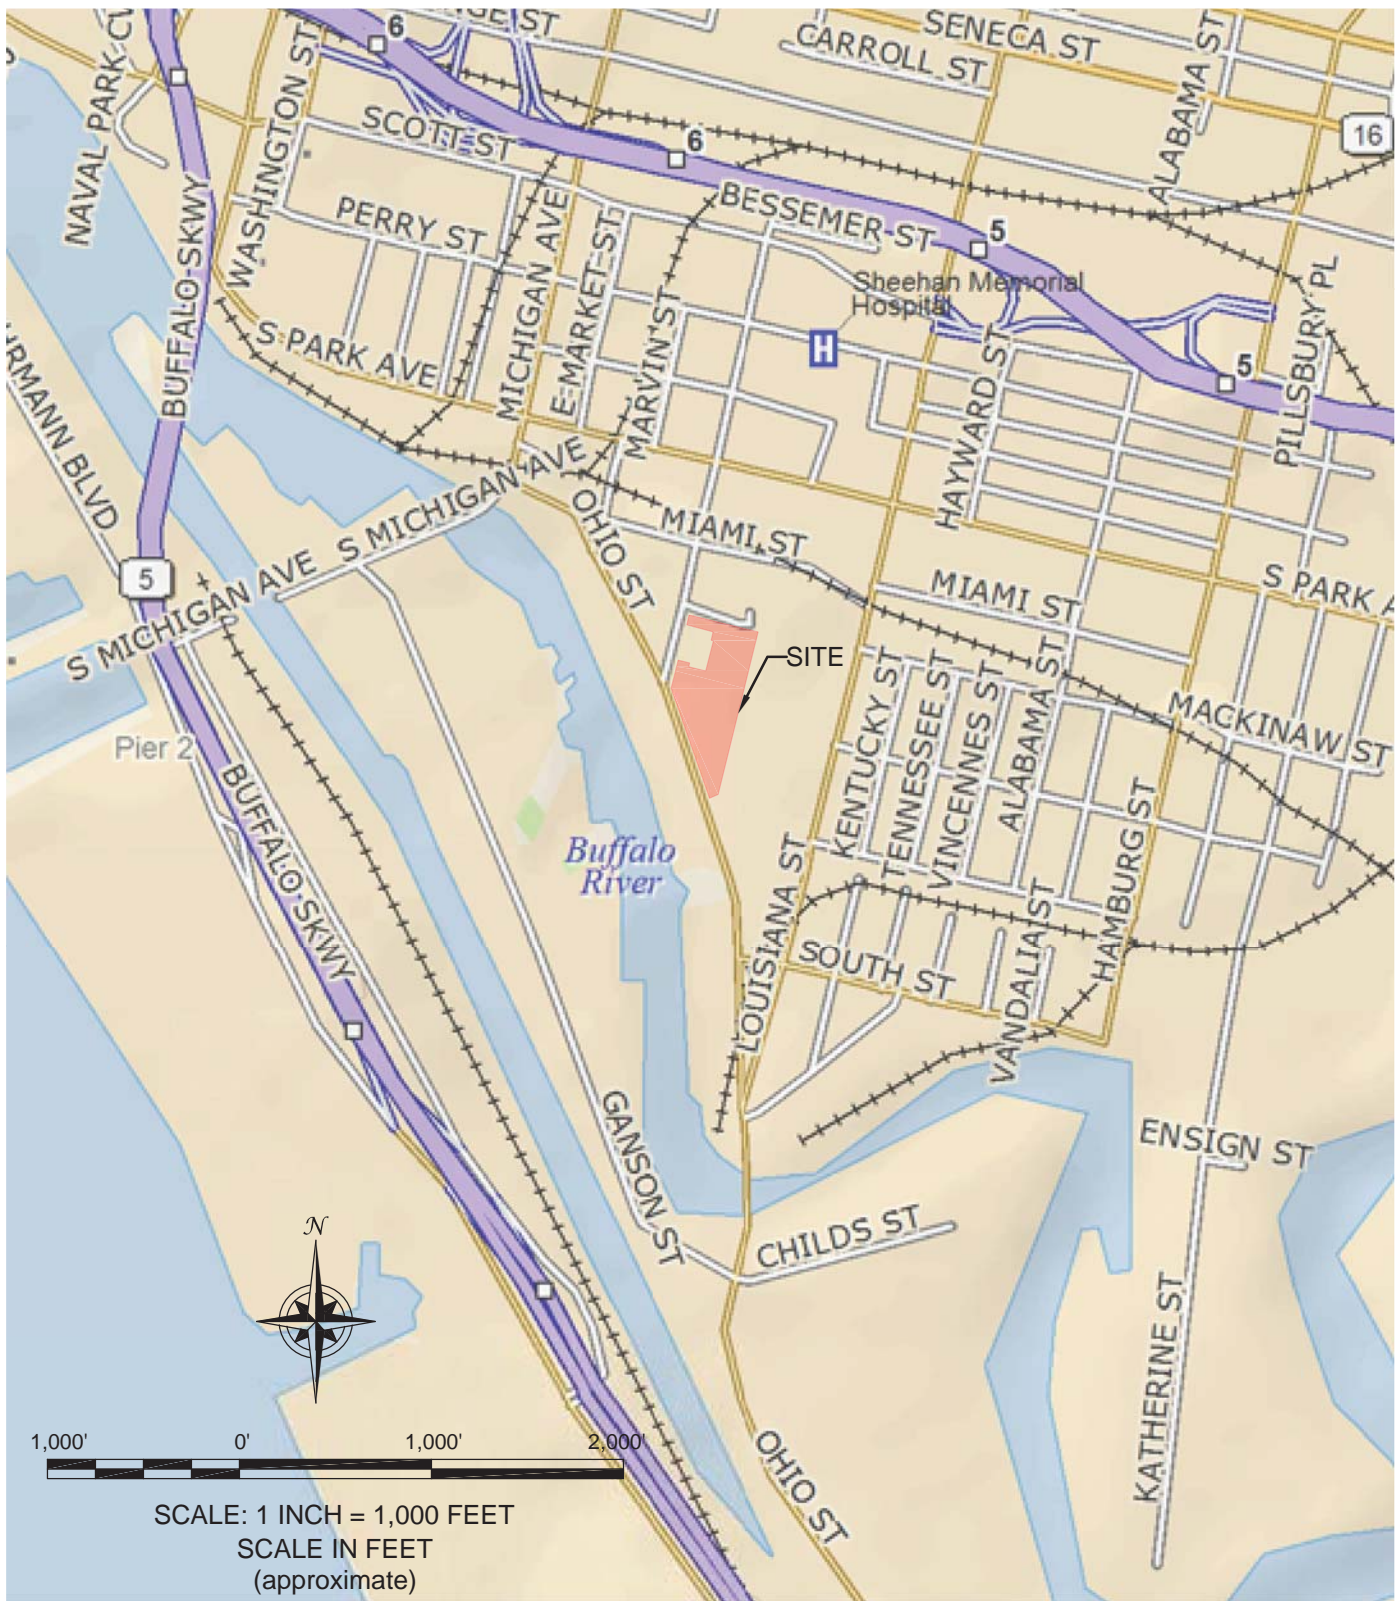 6
NGE ST
SENECA ST
CARROLL ST
ALABAMA ST
16
NAVAL PARK
WASHINGTON ST
SCOTT ST
6
BUFFALO SKWY
PERRY ST
MICHIGAN AVE
E MARKET ST
BESSEMER ST
5
Sheehan Memorial
Hospital
H
PILLSBURY PL
S PARK AVE
MARVIN ST
HAYWARD ST
5
URMANN BLVD
S MICHIGAN AVE
OHIO ST
MIAMI ST
5
S MICHIGAN AVE
MIAMI ST
S PARK A
SITE
KENTUCKY ST
TENNESSEE ST
VINCENNES ST
ALABAMA ST
MACKINAW ST
Pier 2
BUFFALO SKWY
HAMBURG ST
Buffalo
River
LOUISIANA ST
SOUTH ST
VANDALIA ST
GANSON ST
ENSIGN ST
CHILDS ST
KATHERINE ST
OHIO ST
N
1,000' 0' 1,000' 2,000'
SCALE: 1 INCH = 1,000 FEET
SCALE IN FEET
(approximate)